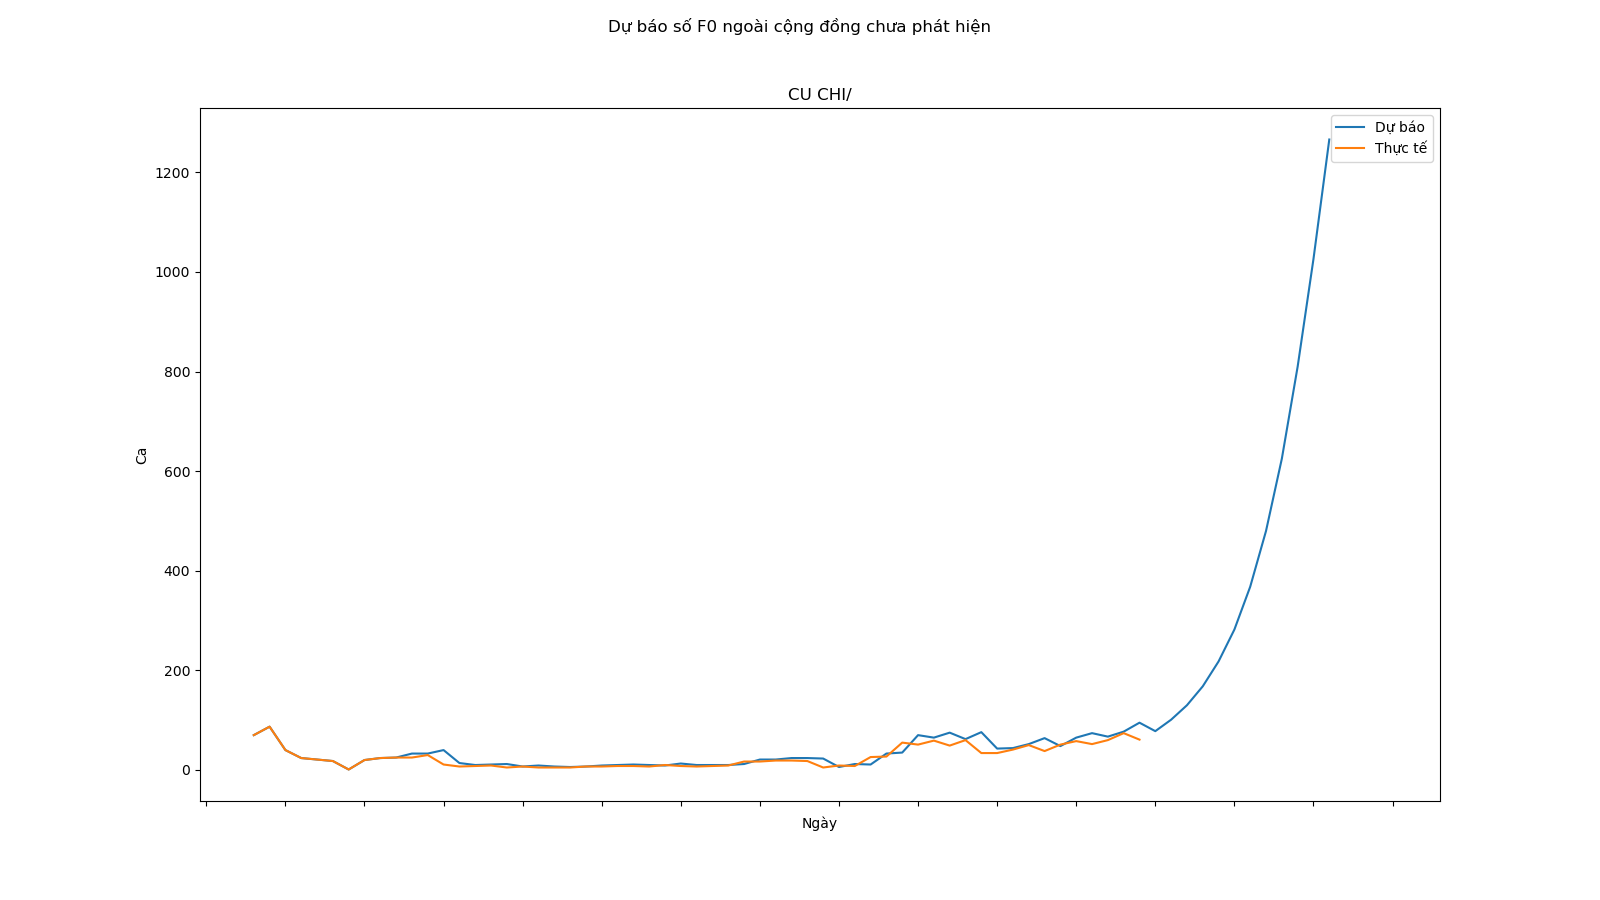 Dự báo số F0 ngoài cộng đồng chưa phát hiện
CU CHI/
Dự báo
Thực tế
1200
1000
800
600
400
200
0
Ca
Ngày